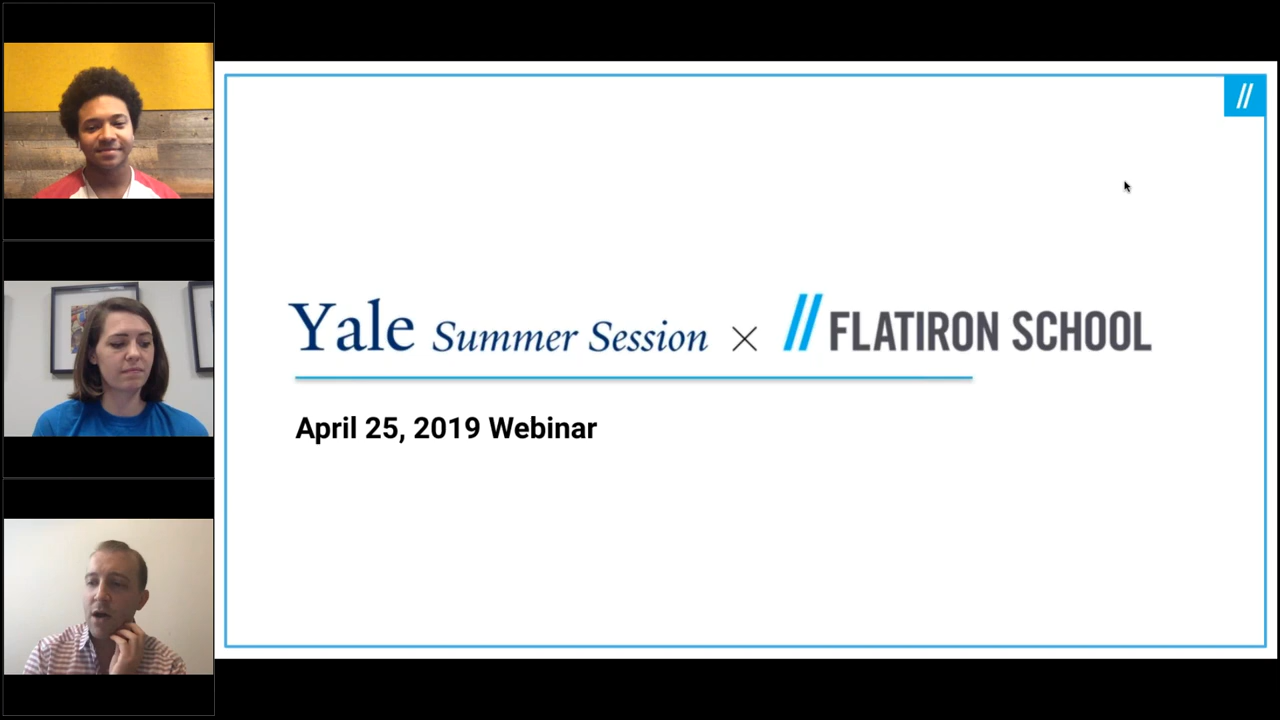 Yale Summer Session × // FLATIRON SCHOOL
April 25, 2019 Webinar
//